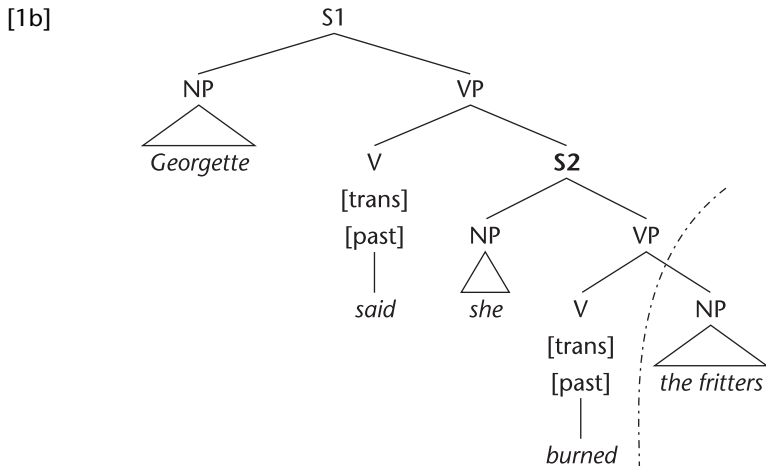 [1b]
S1
NP VP
Georgette V S2
[trans]
[past] NP VP
said she V NP
[trans]
[past] the fritters
burned